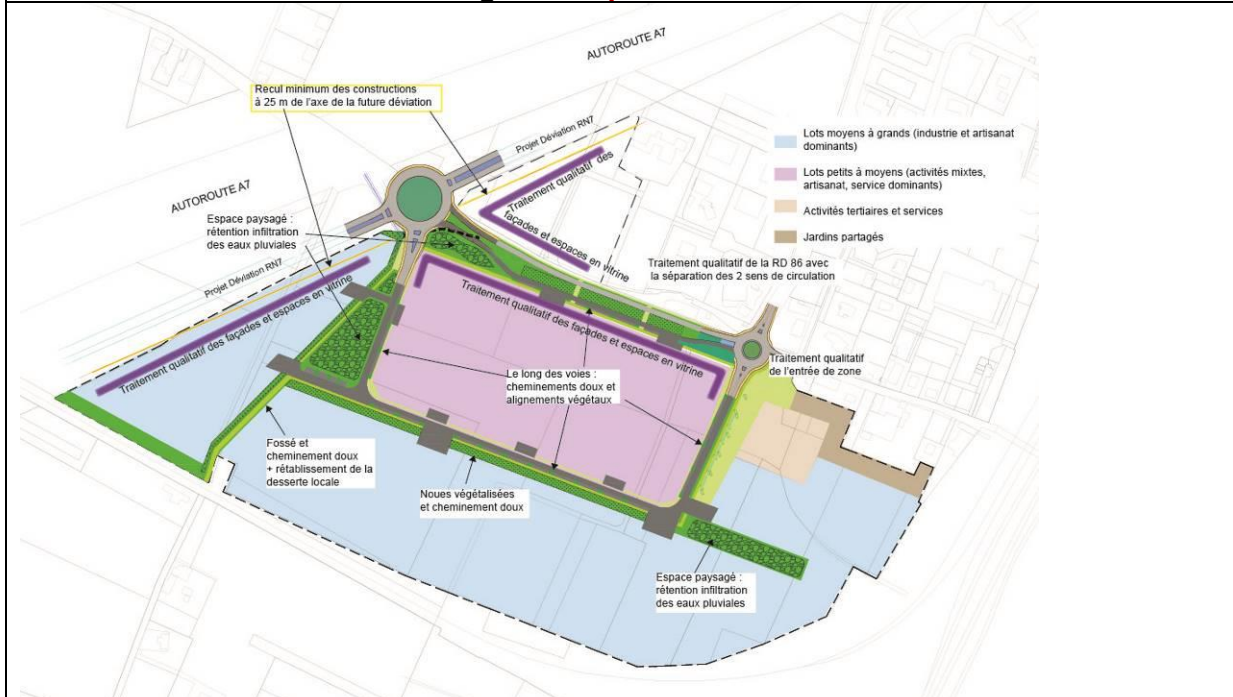 AUTOROUTE A7
Recul minimum des constructions
à 25 m de l'axe de la future déviation
Projet Déviation RN7
Lots moyens à grands (industrie et artisanat
dominants)
Traitement qualitatif des
façades et espaces en vitrine
Lots petits à moyens (activités mixtes,
artisanat, service dominants)
AUTOROUTE A7
Espace paysagé :
rétention infiltration
des eaux pluviales
Activités tertiaires et services
Jardins partagés
Projet Déviation RN7
Traitement qualitatif de la RD 86 avec
la séparation des 2 sens de circulation
Traitement qualitatif des façades et espaces en vitrine
Traitement qualitatif des façades et espaces en vitrine
Traitement qualitatif
de l'entrée de zone
Le long des voies :
cheminements doux et
alignements végétaux
Fossé et
cheminement doux
+ rétablissement de la
desserte locale
Noues végétalisées
et cheminement doux
Espace paysagé :
rétention infiltration
des eaux pluviales